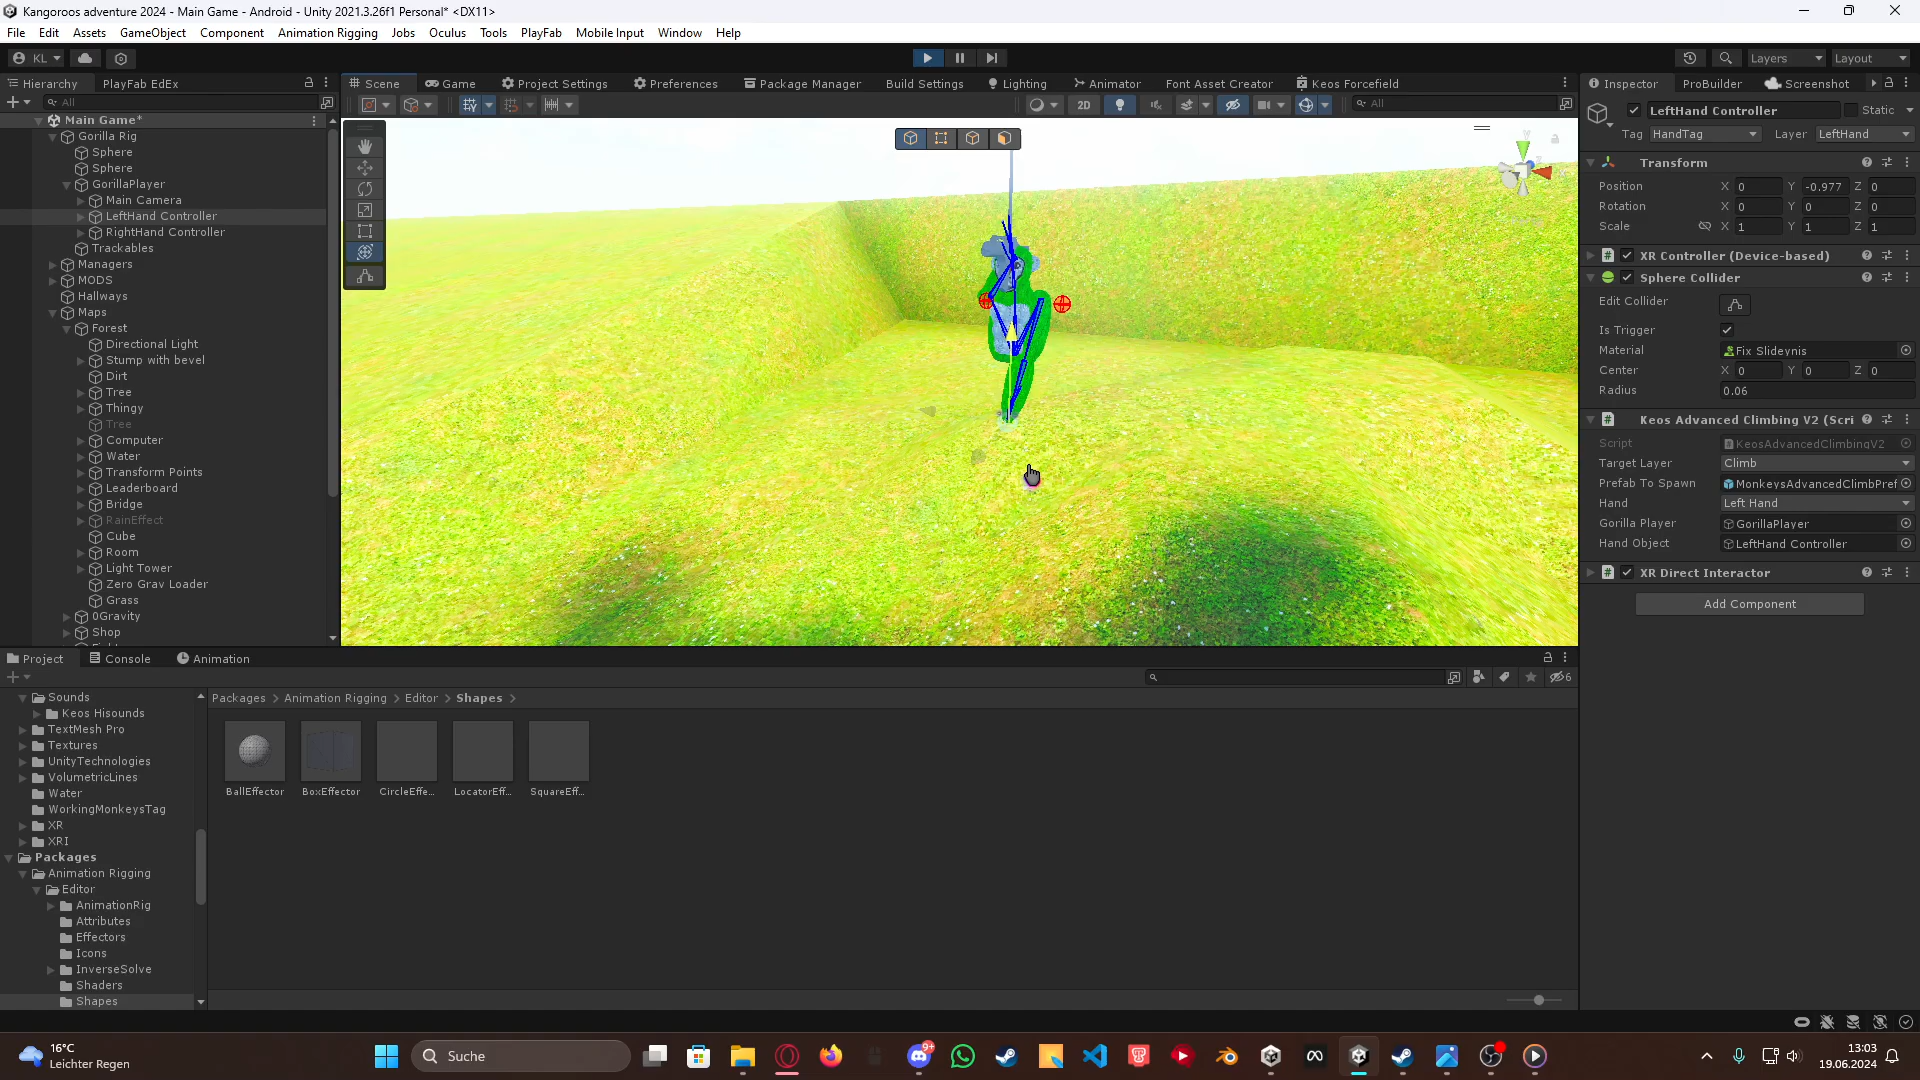 Kangoroos adventure 2024 - Main Game - Android - Unity 2021.3.26f1 Personal* <DX11>
File Edit Assets GameObject Component Animation Rigging Jobs Oculus Tools PlayFab Mobile Input Window Help
KL Layers Layout
Hierarchy PlayFab EdEx
Scene Game Project Settings Preferences Package Manager Build Settings Lighting Animator Font Asset Creator Keos Forcefield
Inspector ProBuilder Screenshot
All
2D
All
Main Game*
Gorilla Rig
Sphere
Sphere
GorillaPlayer
Main Camera
LeftHand Controller
RightHand Controller
Trackables
Managers
MODS
Hallways
Maps
Forest
Directional Light
Stump with bevel
Dirt
Tree
Thingy
Tree
Computer
Water
Transform Points
Leaderboard
Bridge
RainEffect
Cube
Room
Light Tower
Zero Grav Loader
Grass
0Gravity
Shop
LeftHand Controller Static
Tag HandTag Layer LeftHand
Transform
Position X 0 Y -0.977 Z 0
Rotation X 0 Y 0 Z 0
Scale X 1 Y 1 Z 1
XR Controller (Device-based)
Sphere Collider
Edit Collider
Is Trigger
Material Fix Slideynis
Center X 0 Y 0 Z 0
Radius 0.06
Keos Advanced Climbing V2 (Scri
Script KeosAdvancedClimbingV2
Target Layer Climb
Prefab To Spawn MonkeysAdvancedClimbPref
Hand Left Hand
Gorilla Player GorillaPlayer
Hand Object LeftHand Controller
XR Direct Interactor
Add Component
Project Console Animation
6
Sounds
Keos Hisounds
TextMesh Pro
Textures
UnityTechnologies
VolumetricLines
Water
WorkingMonkeysTag
XR
XRI
Packages
Animation Rigging
Editor
AnimationRig
Attributes
Effectors
Icons
InverseSolve
Shaders
Shapes
Packages > Animation Rigging > Editor > Shapes >
BallEffector BoxEffector CircleEffe... LocatorEff... SquareEff...
16°C
Leichter Regen
Suche
9+
13:03
19.06.2024